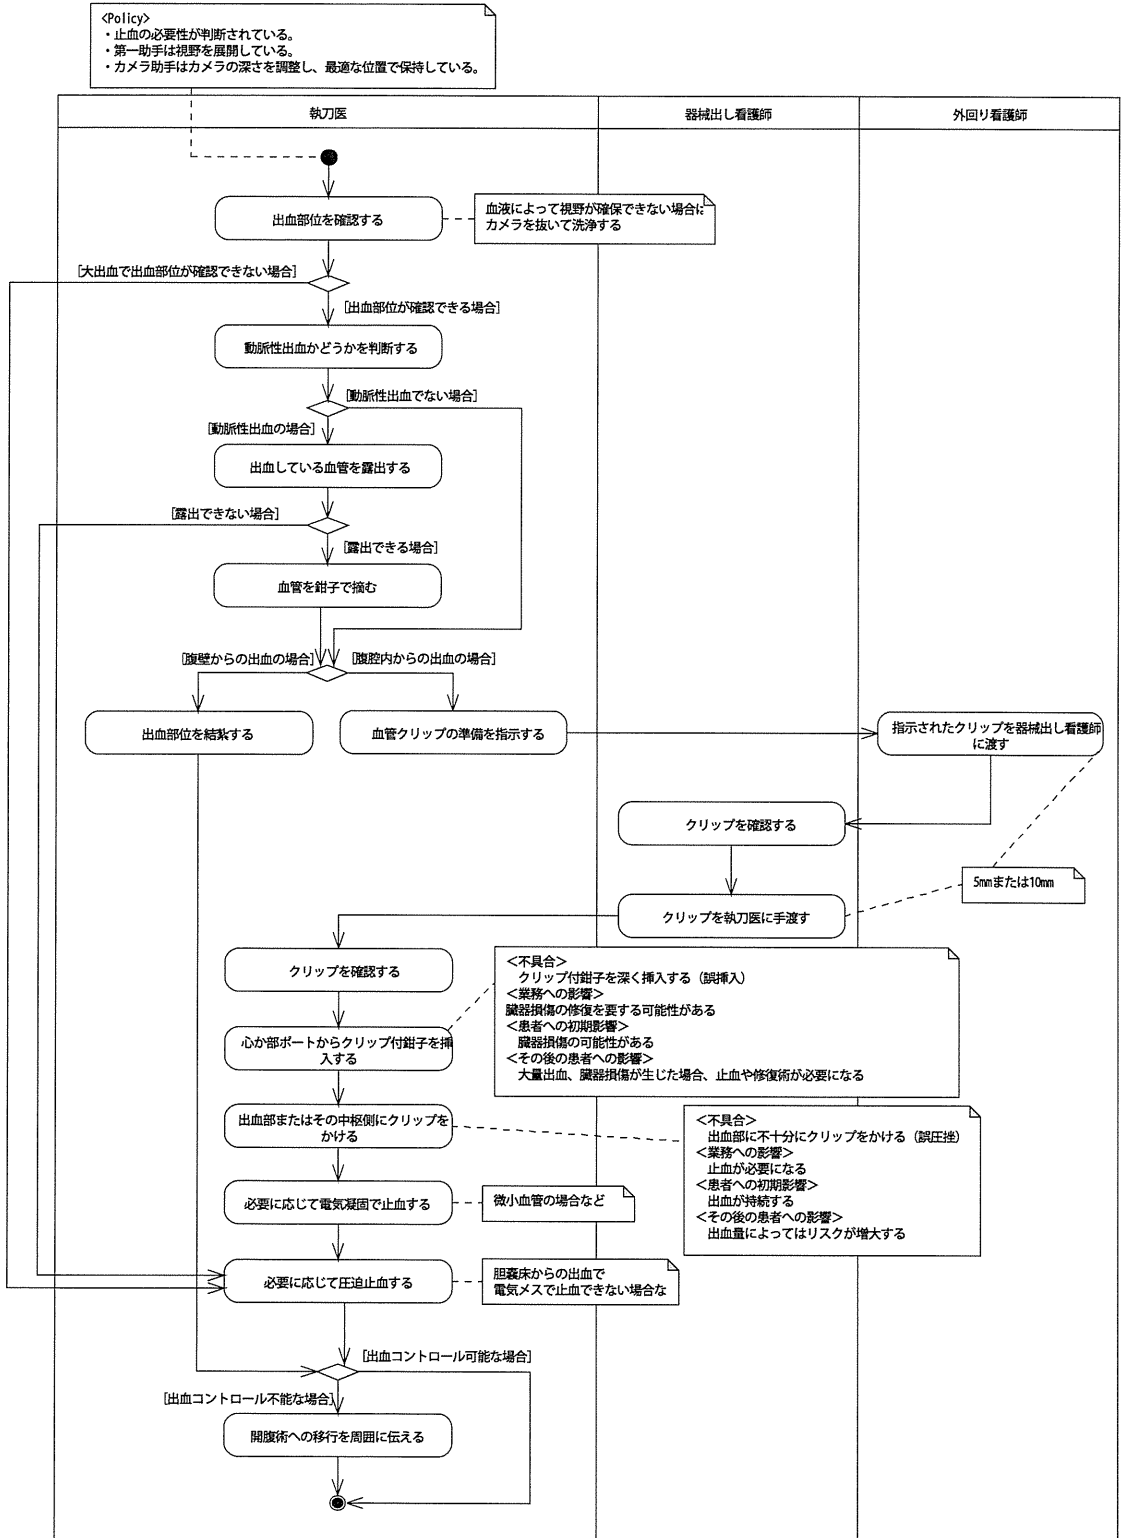 <Policy>
・止血の必要性が判断されている。
・第一助手は視野を展開している。
・カメラ助手はカメラの深さを調整し、最適な位置で保持している。
執刀医
器械出し看護師
外回り看護師
出血部位を確認する
血液によって視野が確保できない場合に
カメラを抜いて洗浄する
[大出血で出血部位が確認できない場合]
[出血部位が確認できる場合]
動脈性出血かどうかを判断する
[動脈性出血でない場合]
[動脈性出血の場合]
出血している血管を露出する
[露出できない場合]
[露出できる場合]
血管を鉗子で摘む
[腹壁からの出血の場合]
[腹腔内からの出血の場合]
出血部位を結紮する
血管クリップの準備を指示する
指示されたクリップを器械出し看護師
に渡す
クリップを確認する
5mmまたは10mm
クリップを執刀医に手渡す
クリップを確認する
<不具合>
クリップ付鉗子を深く挿入する（誤挿入）
<業務への影響>
臓器損傷の修復を要する可能性がある
<患者への初期影響>
臓器損傷の可能性がある
<その後の患者への影響>
大量出血、臓器損傷が生じた場合、止血や修復術が必要になる
心か部ポートからクリップ付鉗子を挿
入する
出血部またはその中枢側にクリップを
かける
<不具合>
出血部に不十分にクリップをかける（誤圧挫）
<業務への影響>
止血が必要になる
<患者への初期影響>
出血が持続する
<その後の患者への影響>
出血量によってはリスクが増大する
必要に応じて電気凝固で止血する
微小血管の場合など
必要に応じて圧迫止血する
胆嚢床からの出血で
電気メスで止血できない場合な
[出血コントロール可能な場合]
[出血コントロール不能な場合]
開腹術への移行を周囲に伝える